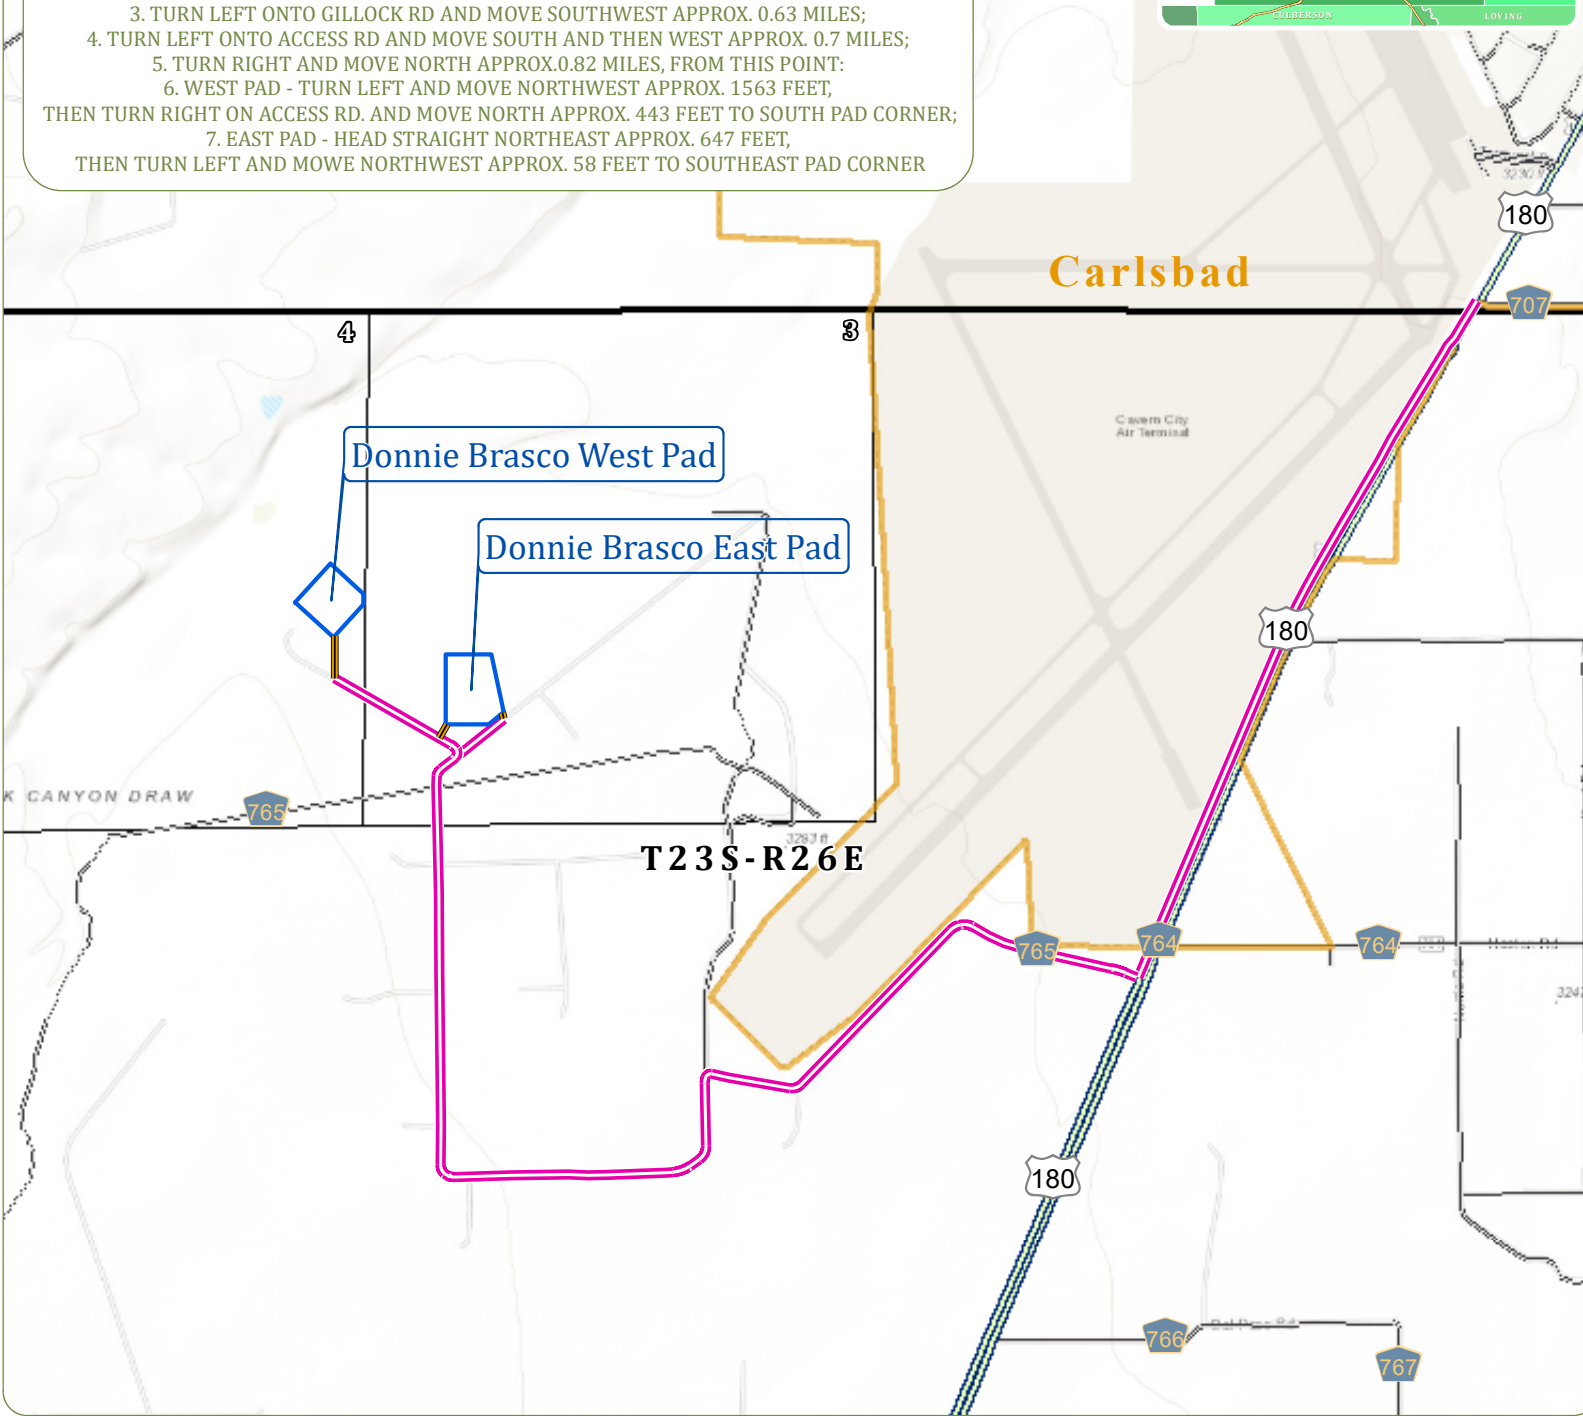 3. TURN LEFT ONTO GILLOCK RD AND MOVE SOUTHWEST APPROX. 0.63 MILES;
4. TURN LEFT ONTO ACCESS RD AND MOVE SOUTH AND THEN WEST APPROX. 0.7 MILES;
5. TURN RIGHT AND MOVE NORTH APPROX.0.82 MILES, FROM THIS POINT:
6. WEST PAD - TURN LEFT AND MOVE NORTHWEST APPROX. 1563 FEET,
THEN TURN RIGHT ON ACCESS RD. AND MOVE NORTH APPROX. 443 FEET TO SOUTH PAD CORNER;
7. EAST PAD - HEAD STRAIGHT NORTHEAST APPROX. 647 FEET,
THEN TURN LEFT AND MOWE NORTHWEST APPROX. 58 FEET TO SOUTHEAST PAD CORNER
CULBERSON
LOVING
3230 ft
180
Carlsbad
707
4
3
Cavern City
Air Terminal
Donnie Brasco West Pad
Donnie Brasco East Pad
180
K CANYON DRAW
765
3293 ft
T23S-R26E
765
764
764
180
766
767